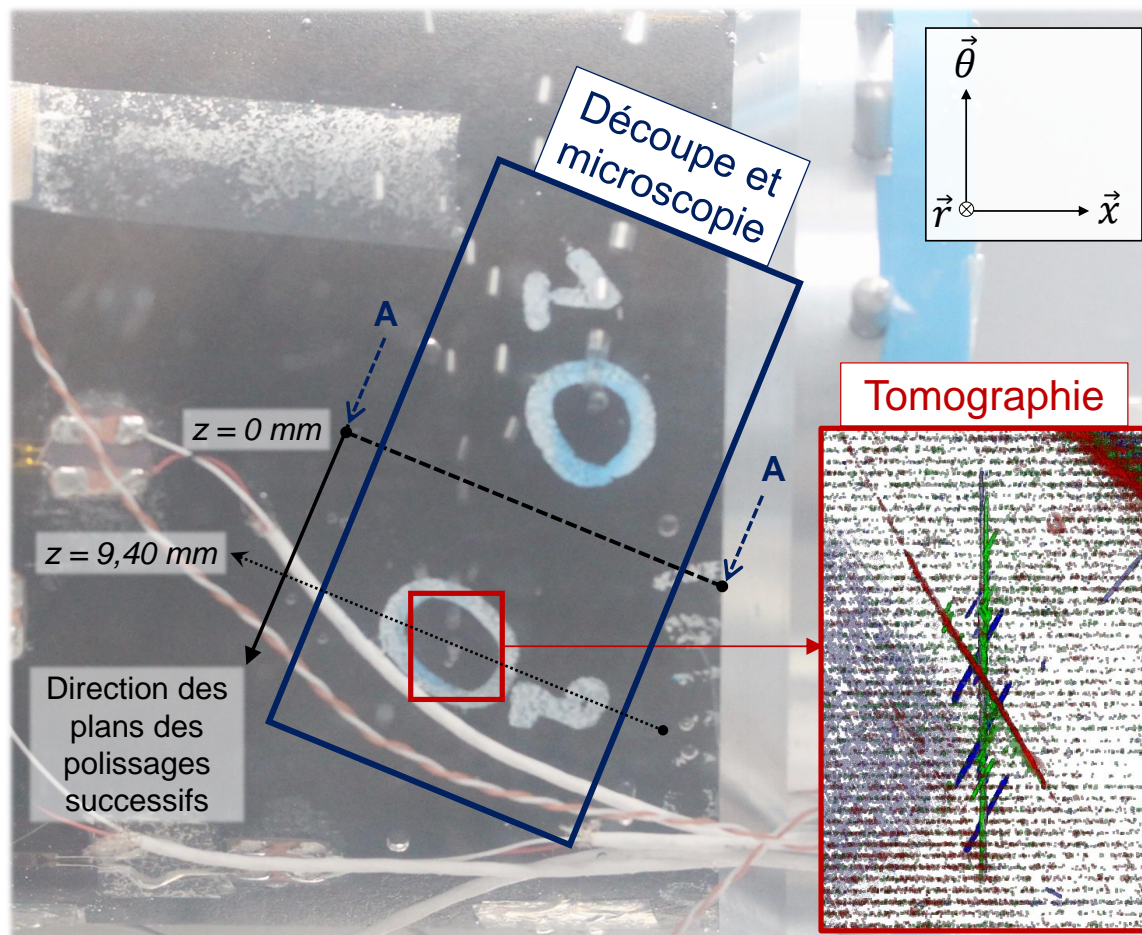 Découpe et
microscopie
θ
r
x
A
z = 0 mm
A
z = 9,40 mm
Tomographie
Direction des
plans des
polissages
successifs